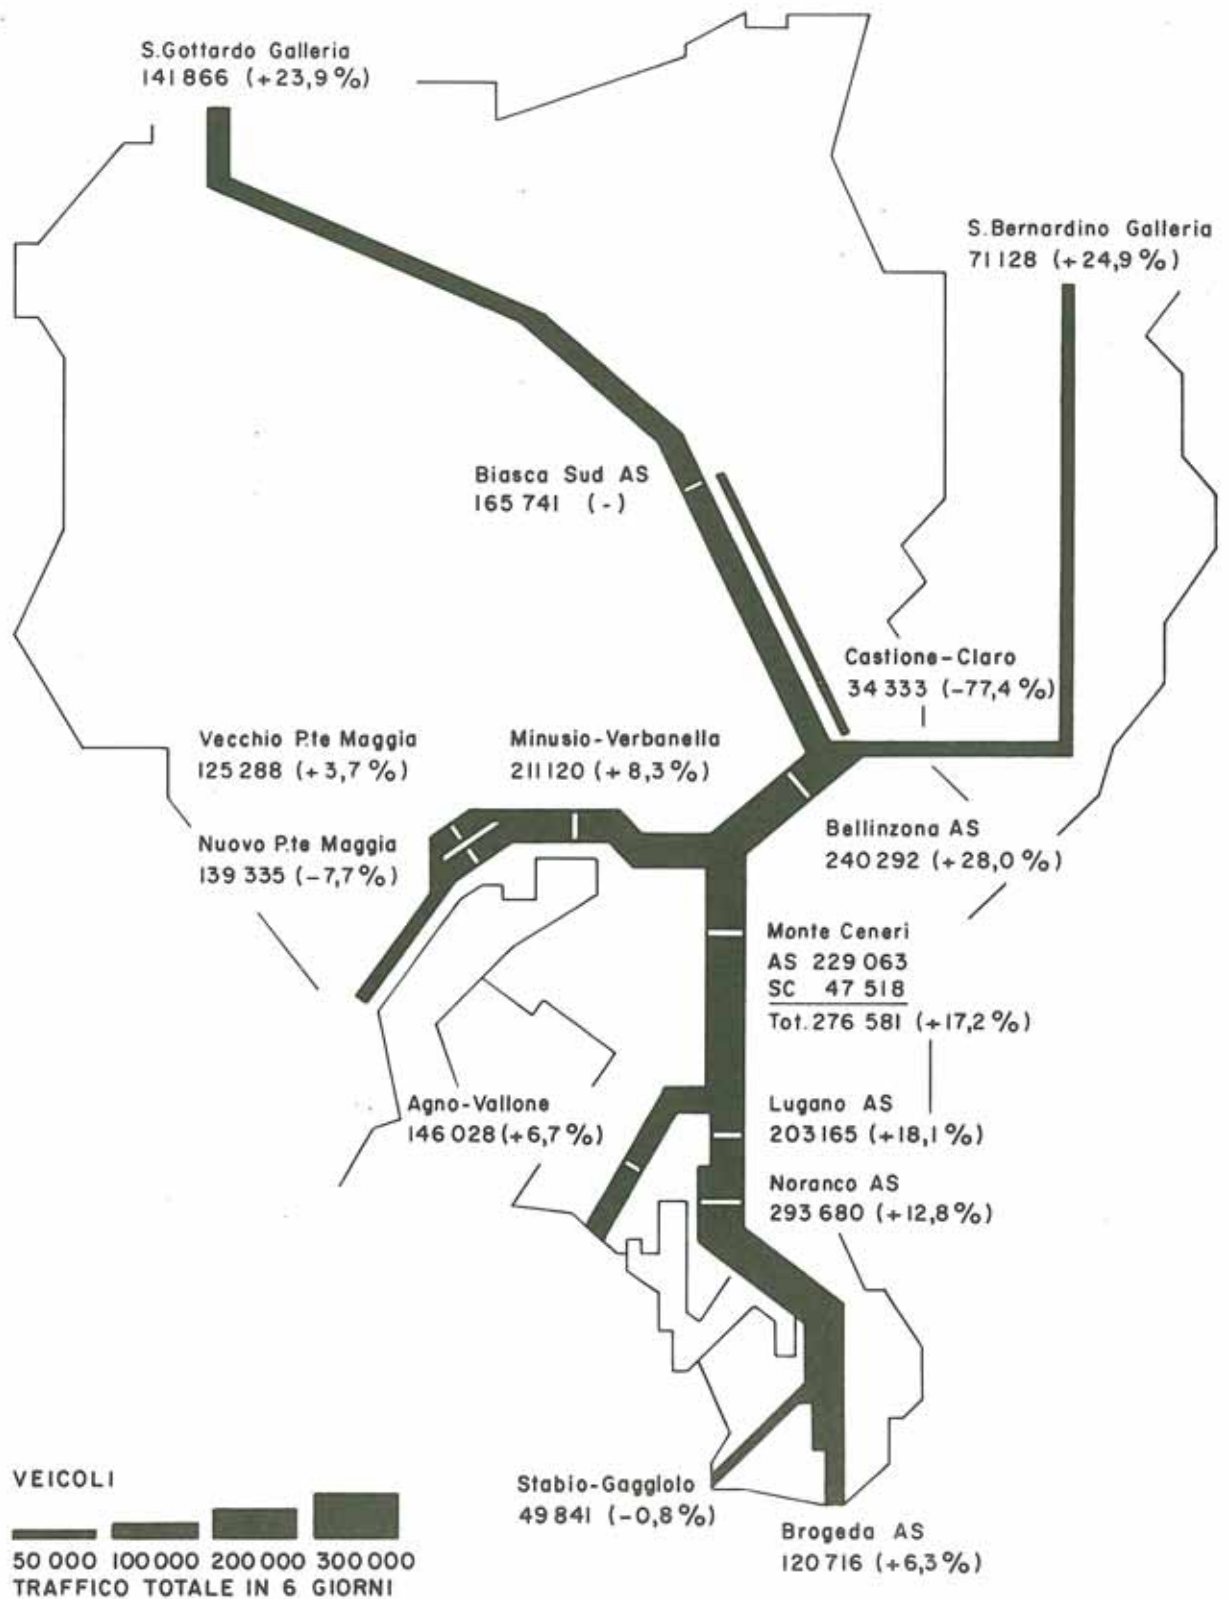 S.Gottardo Galleria
141 866 (+23,9%)
S.Bernardino Galleria
71 128 (+24,9%)
Biasca Sud AS
165 741 (-)
Castione-Claro
34 333 (-77,4%)
Vecchio P.te Maggia
125 288 (+3,7%)
Minusio-Verbanella
211 120 (+8,3%)
Nuovo P.te Maggia
139 335 (-7,7%)
Bellinzona AS
240 292 (+28,0%)
Monte Ceneri
AS 229 063
SC 47 518
Tot. 276 581 (+17,2%)
Agno-Vallone
146 028 (+6,7%)
Lugano AS
203 165 (+18,1%)
Noranco AS
293 680 (+12,8%)
Stabio-Gaggiolo
49 841 (-0,8%)
Brogeda AS
120 716 (+6,3%)
VEICOLI
50 000 100 000 200 000 300 000
TRAFFICO TOTALE IN 6 GIORNI